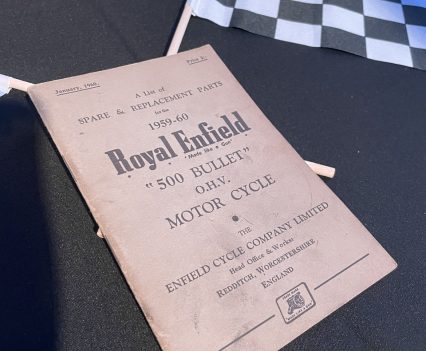 January, 1960.
Price 2/-
A List of
SPARE & REPLACEMENT PARTS
for the
1959-60
Royal Enfield
"Made like a Gun"
"500 BULLET"
O.H.V.
MOTOR CYCLE
THE
ENFIELD CYCLE COMPANY LIMITED
Head Office & Works:
REDDITCH, WORCESTERSHIRE
ENGLAND